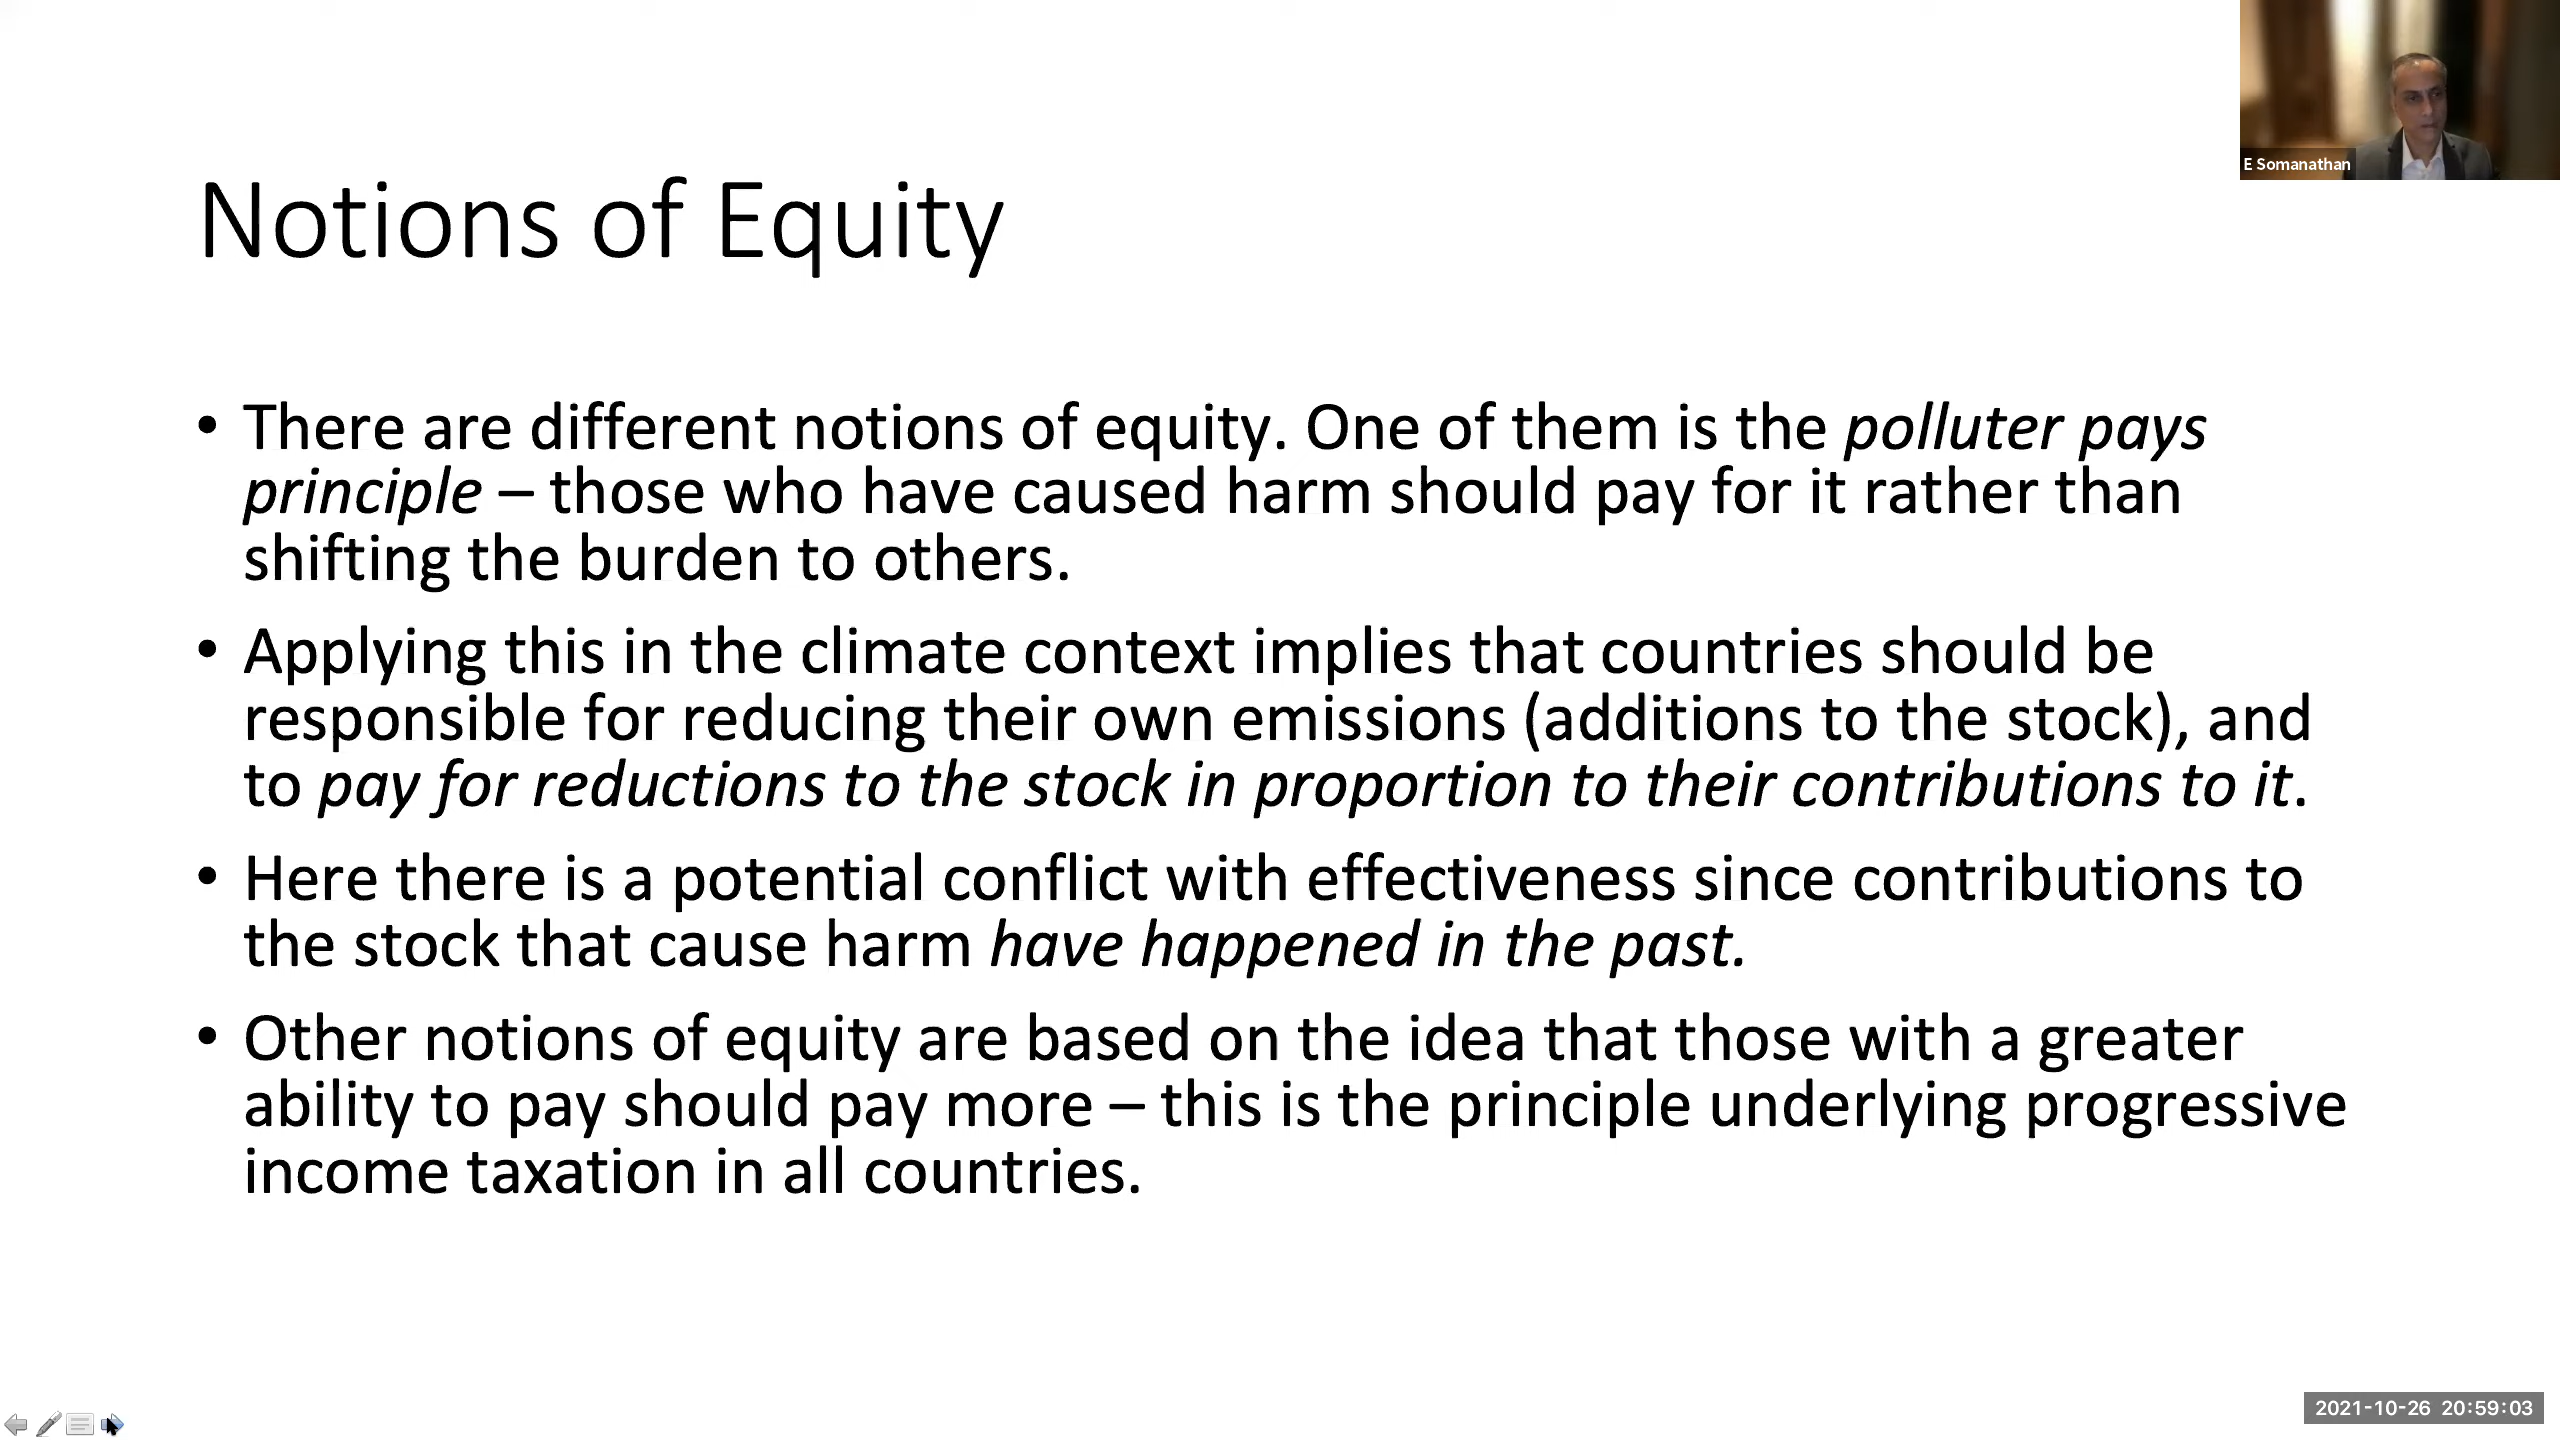 E Somanathan
Notions of Equity
• There are different notions of equity. One of them is the polluter pays
principle – those who have caused harm should pay for it rather than
shifting the burden to others.
• Applying this in the climate context implies that countries should be
responsible for reducing their own emissions (additions to the stock), and
to pay for reductions to the stock in proportion to their contributions to it.
• Here there is a potential conflict with effectiveness since contributions to
the stock that cause harm have happened in the past.
• Other notions of equity are based on the idea that those with a greater
ability to pay should pay more – this is the principle underlying progressive
income taxation in all countries.
2021-10-26 20:59:03